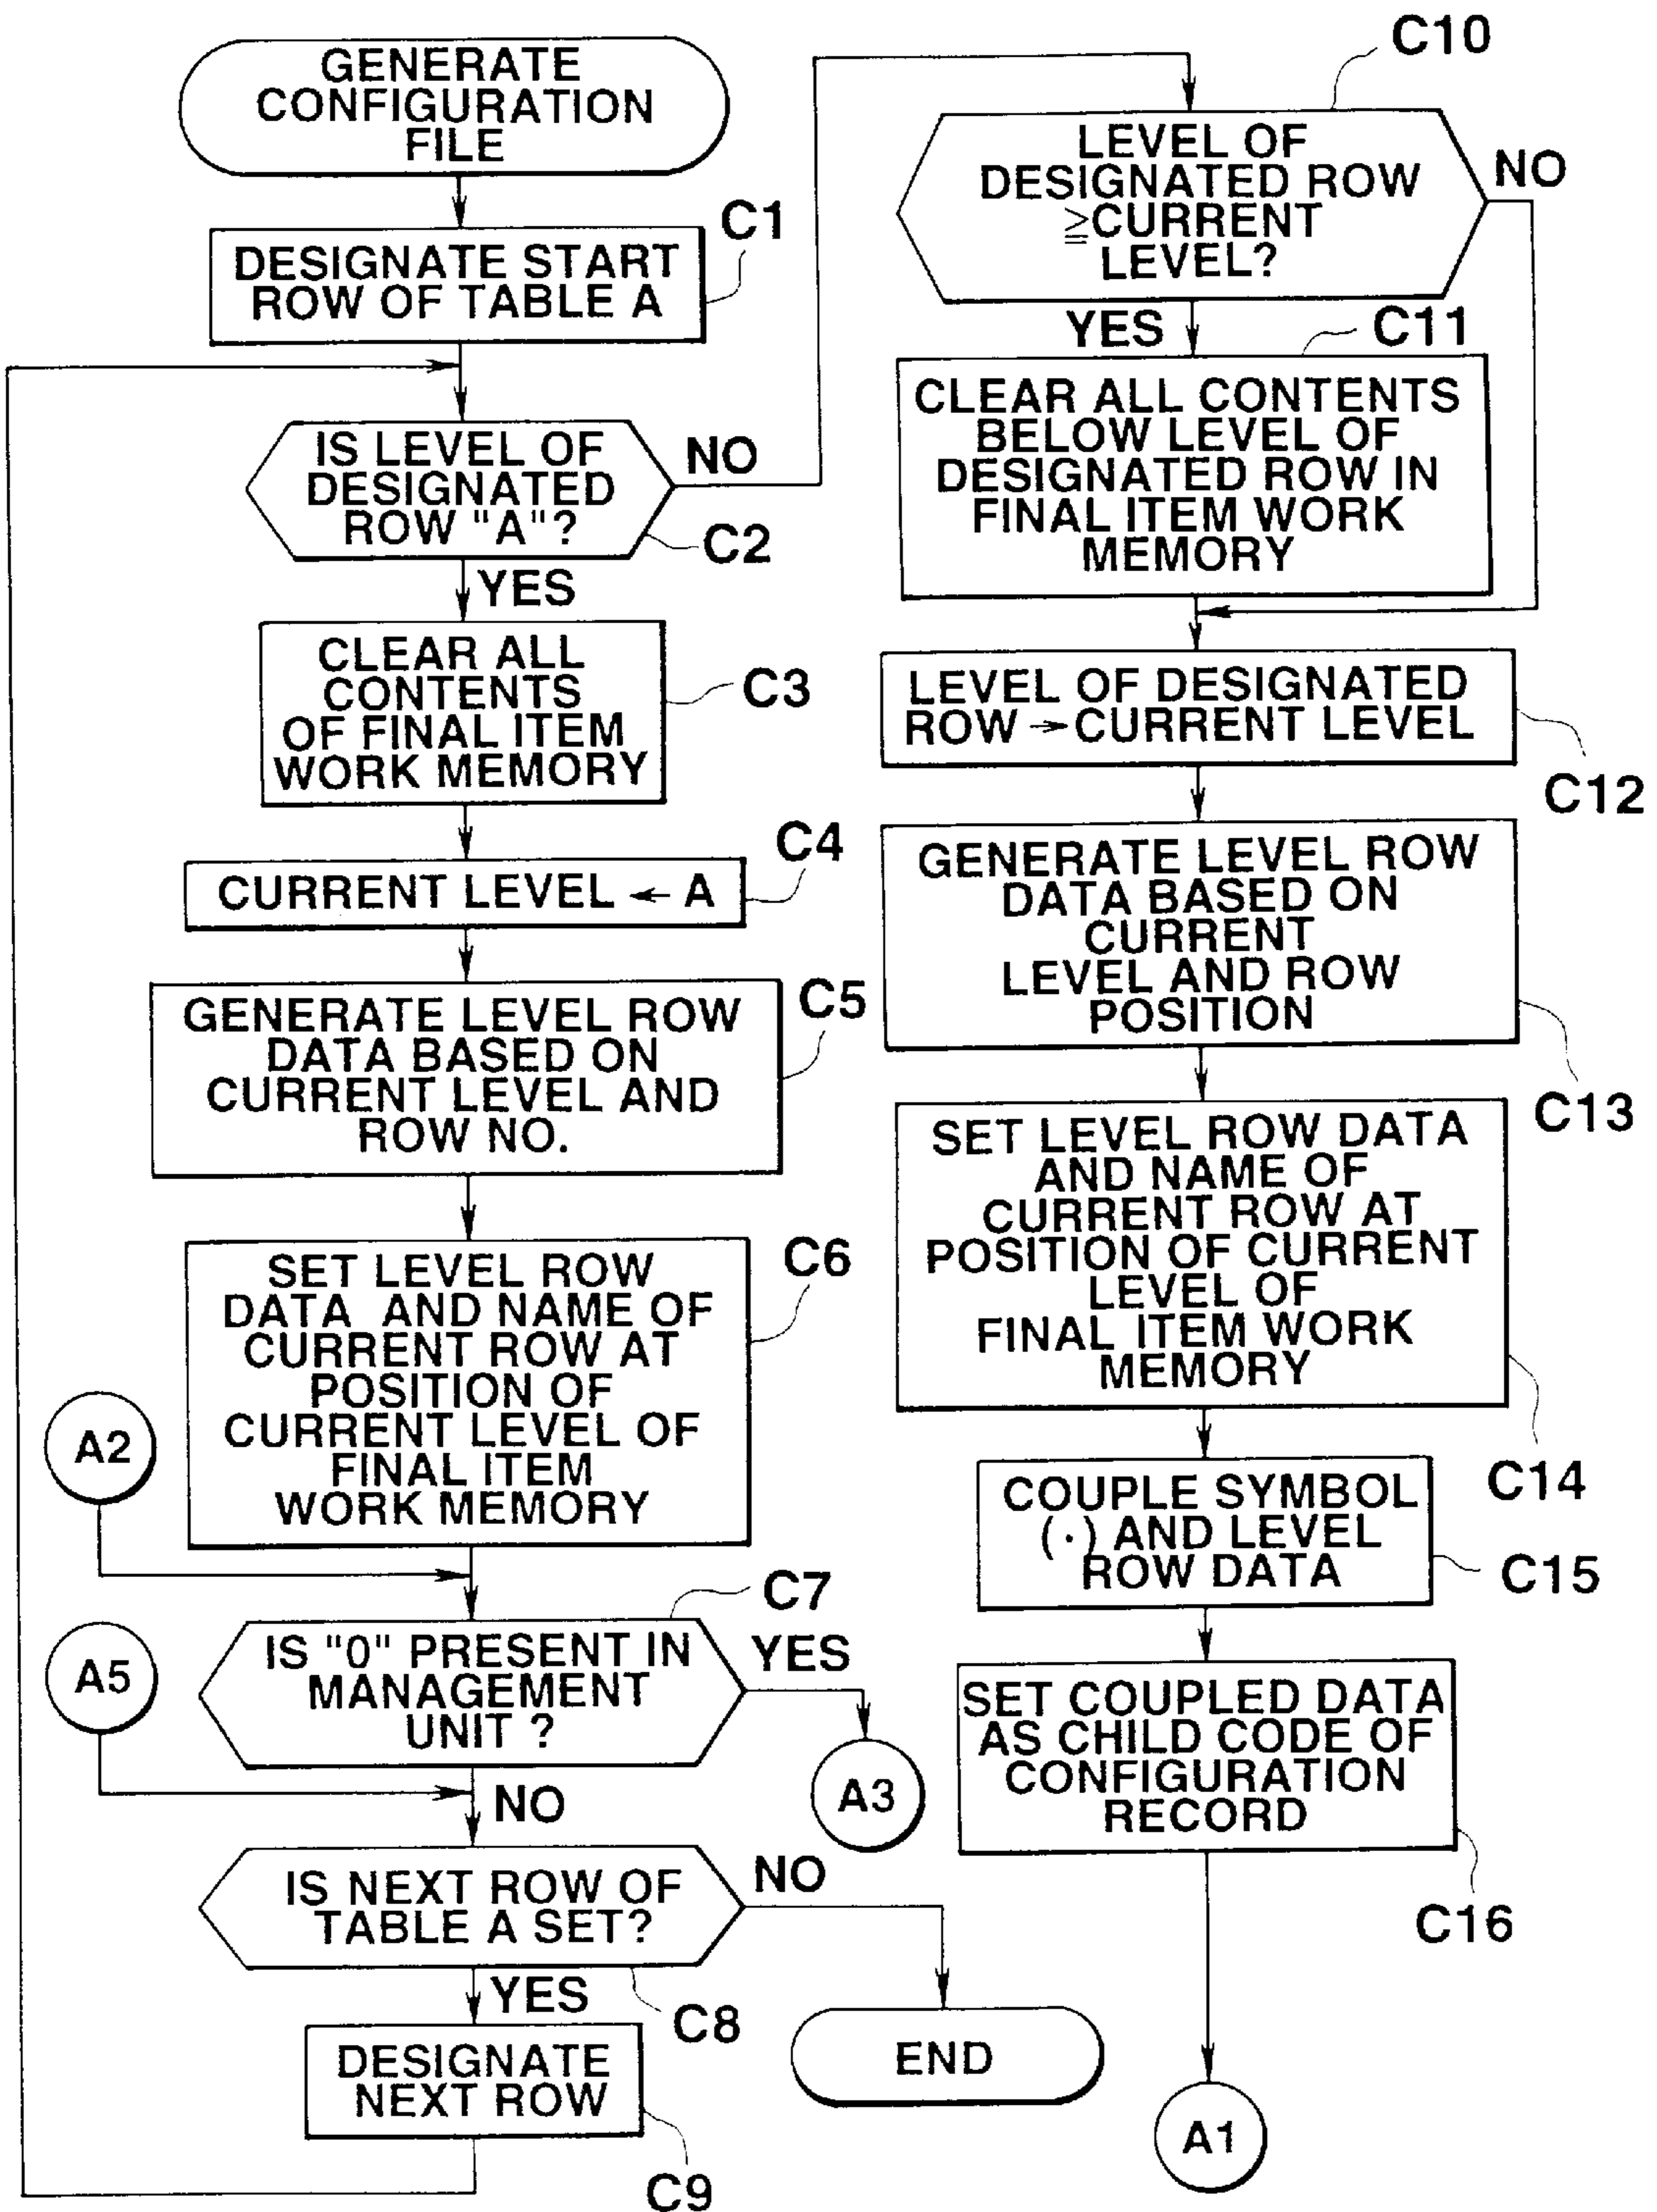 GENERATE
CONFIGURATION
FILE
C1
DESIGNATE START
ROW OF TABLE A
IS LEVEL OF
DESIGNATED
ROW "A"?
NO
C2
YES
CLEAR ALL
CONTENTS
OF FINAL ITEM
WORK MEMORY
C3
C4
CURRENT LEVEL ← A
C5
GENERATE LEVEL ROW
DATA BASED ON
CURRENT LEVEL AND
ROW NO.
C6
SET LEVEL ROW
DATA AND NAME OF
CURRENT ROW AT
POSITION OF
CURRENT LEVEL OF
FINAL ITEM
WORK MEMORY
A2
C7
IS "0" PRESENT IN
MANAGEMENT
UNIT ?
YES
A5
A3
NO
IS NEXT ROW OF
TABLE A SET?
NO
YES
C8
END
DESIGNATE
NEXT ROW
C9
C10
LEVEL OF
DESIGNATED ROW
≧CURRENT
LEVEL?
NO
YES
C11
CLEAR ALL CONTENTS
BELOW LEVEL OF
DESIGNATED ROW IN
FINAL ITEM WORK
MEMORY
LEVEL OF DESIGNATED
ROW → CURRENT LEVEL
C12
GENERATE LEVEL ROW
DATA BASED ON
CURRENT
LEVEL AND ROW
POSITION
C13
SET LEVEL ROW DATA
AND NAME OF
CURRENT ROW AT
POSITION OF CURRENT
LEVEL OF
FINAL ITEM WORK
MEMORY
C14
COUPLE SYMBOL
(·) AND LEVEL
ROW DATA
C15
SET COUPLED DATA
AS CHILD CODE OF
CONFIGURATION
RECORD
C16
A1